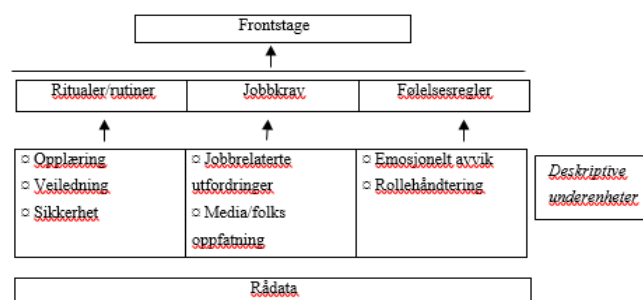 Frontstage
Ritualer/rutiner
Jobbkrav
Følelsesregler
¤ Opplæring
¤ Veiledning
¤ Sikkerhet
¤ Jobbrelaterte
utfordringer
¤ Media/folks
oppfatning
¤ Emosjonelt avvik
¤ Rollehåndtering
Deskriptive
underenheter
Rådata